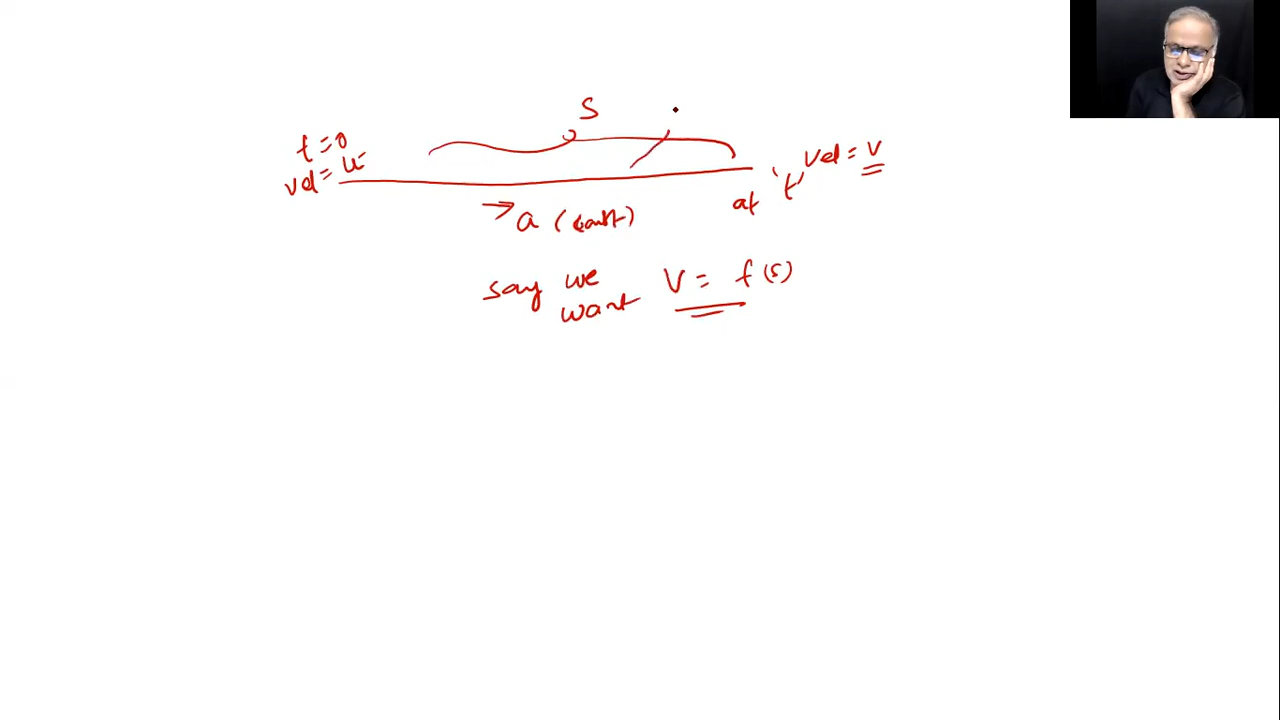 S
t=0
vel= u
vel = v
at 't'
→ a (const)
say we
want v = f(s)